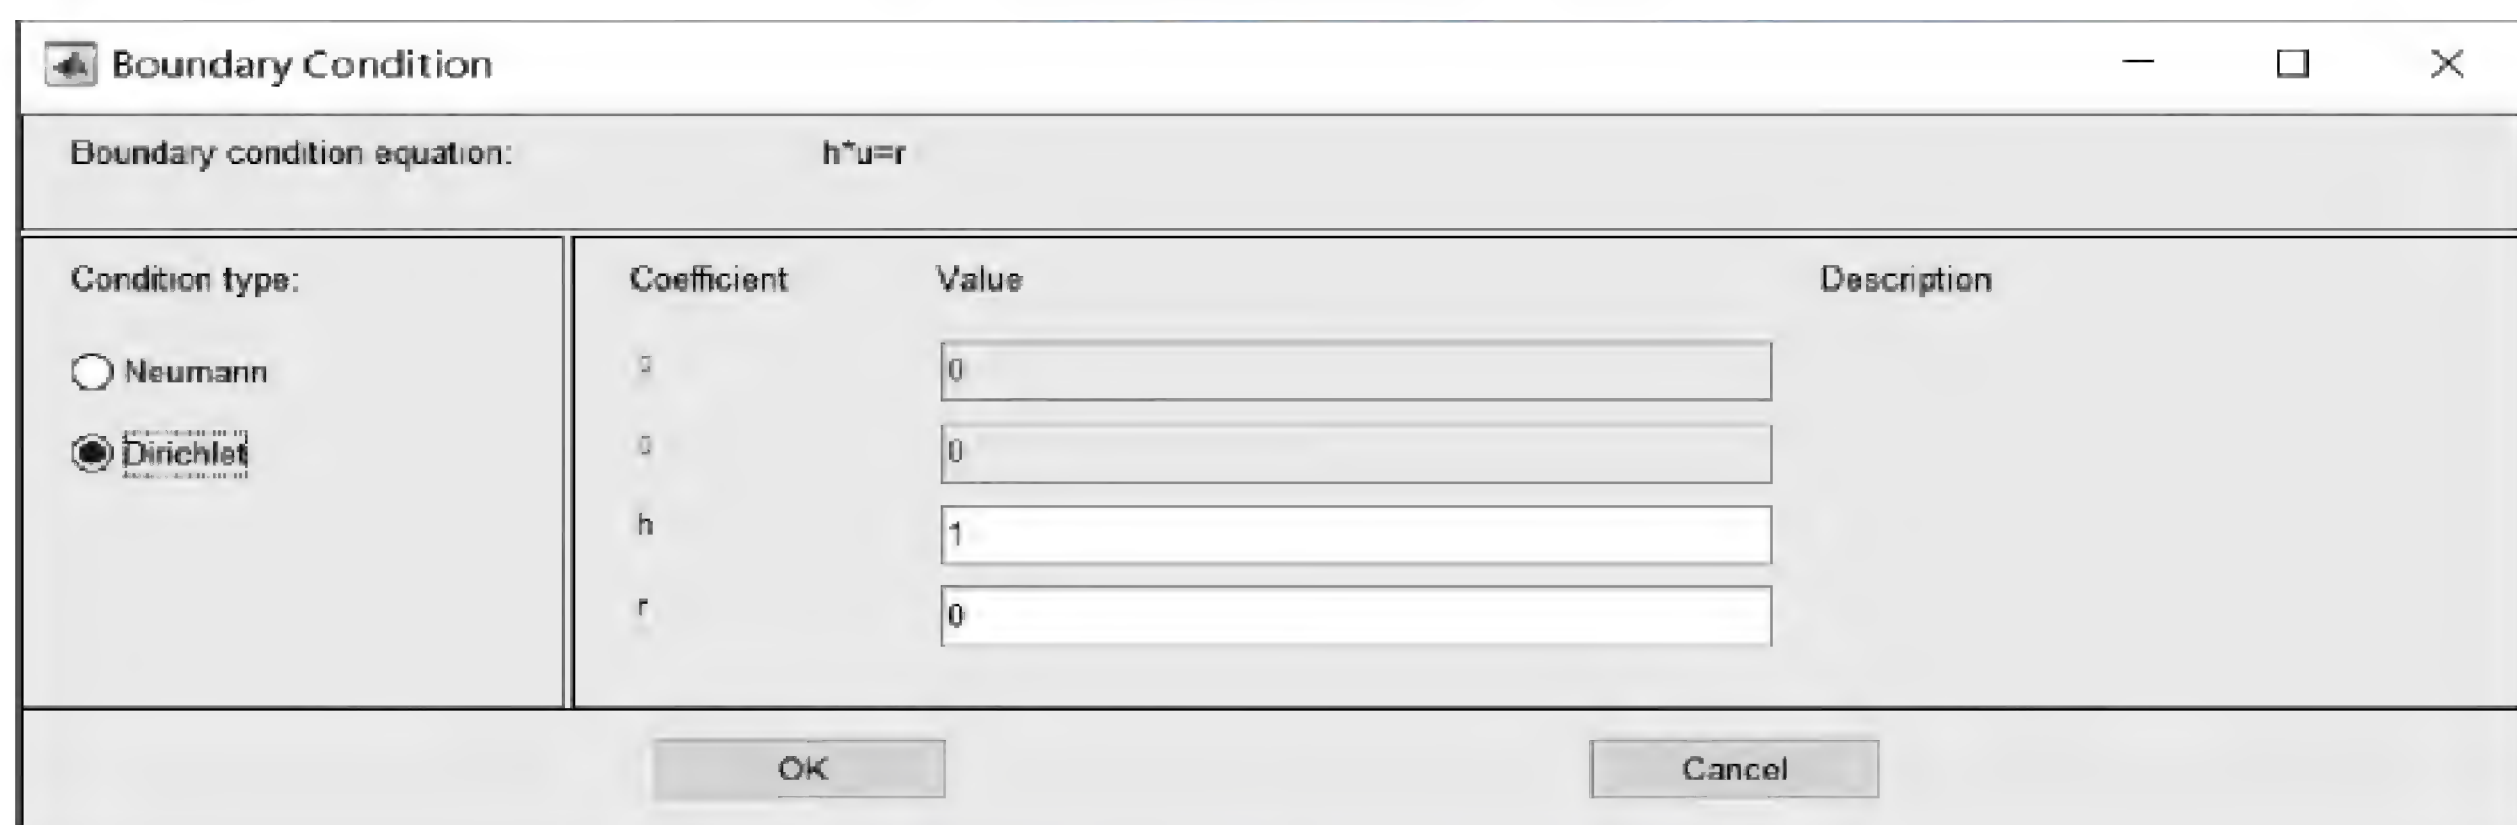 Boundary Condition
Boundary condition equation: h*u=r
Condition type: Coefficient Value Description
Neumann 0
Dirichlet 0
h 1
r 0
OK Cancel